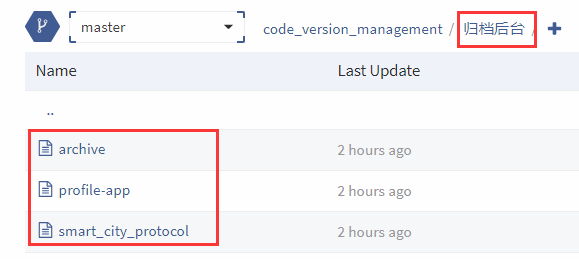 master code_version_management / 归档后台 /
Name Last Update
..
archive 2 hours ago
profile-app 2 hours ago
smart_city_protocol 2 hours ago